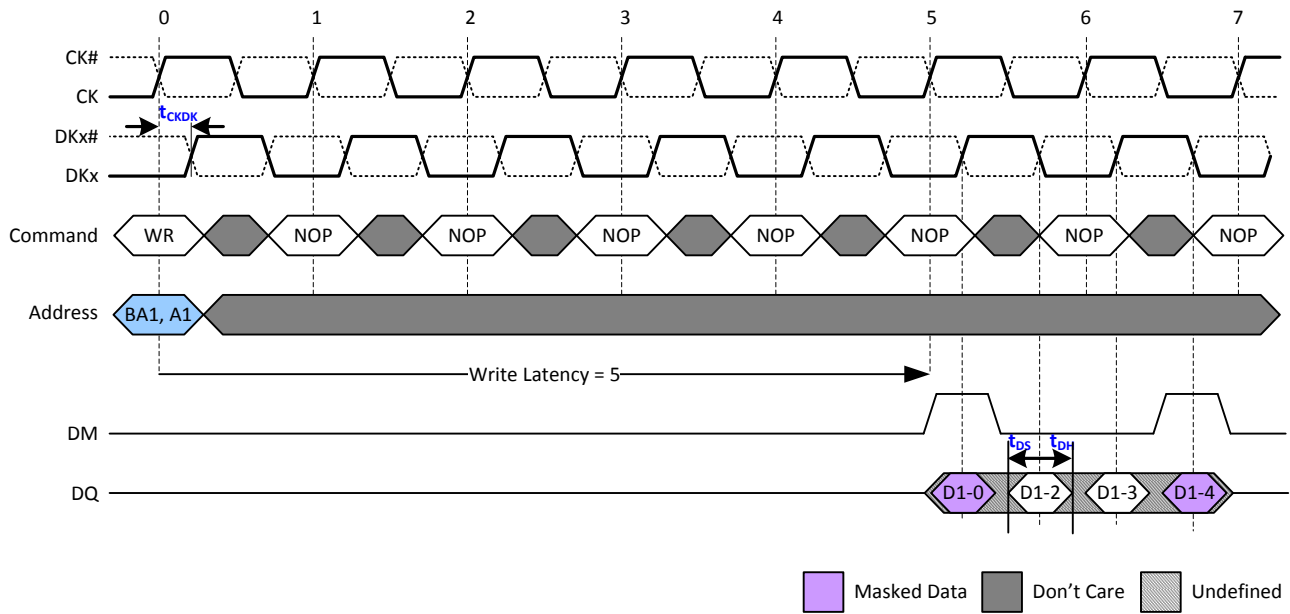 0 1 2 3 4 5 6 7
CK#
CK
tCKDK
DKx#
DKx
Command WR NOP NOP NOP NOP NOP NOP NOP
Address BA1, A1
Write Latency = 5
DM
tDS tDH
DQ D1-0 D1-2 D1-3 D1-4
Masked Data Don't Care Undefined